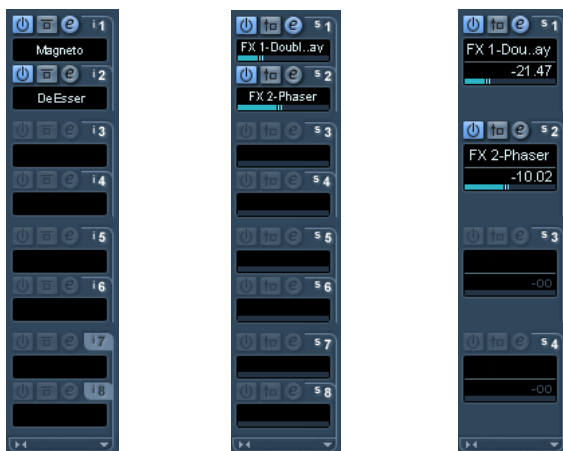 e i1
Magneto
e i2
DeEsser
e i3
e i4
e i5
e i6
e i7
e i8
e s1
FX 1-Doubl..ay
e s2
FX 2-Phaser
e s3
e s4
e s5
e s6
e s7
e s8
e s1
FX 1-Dou..ay
-21.47
e s2
FX 2-Phaser
-10.02
e s3
-oo
e s4
-oo